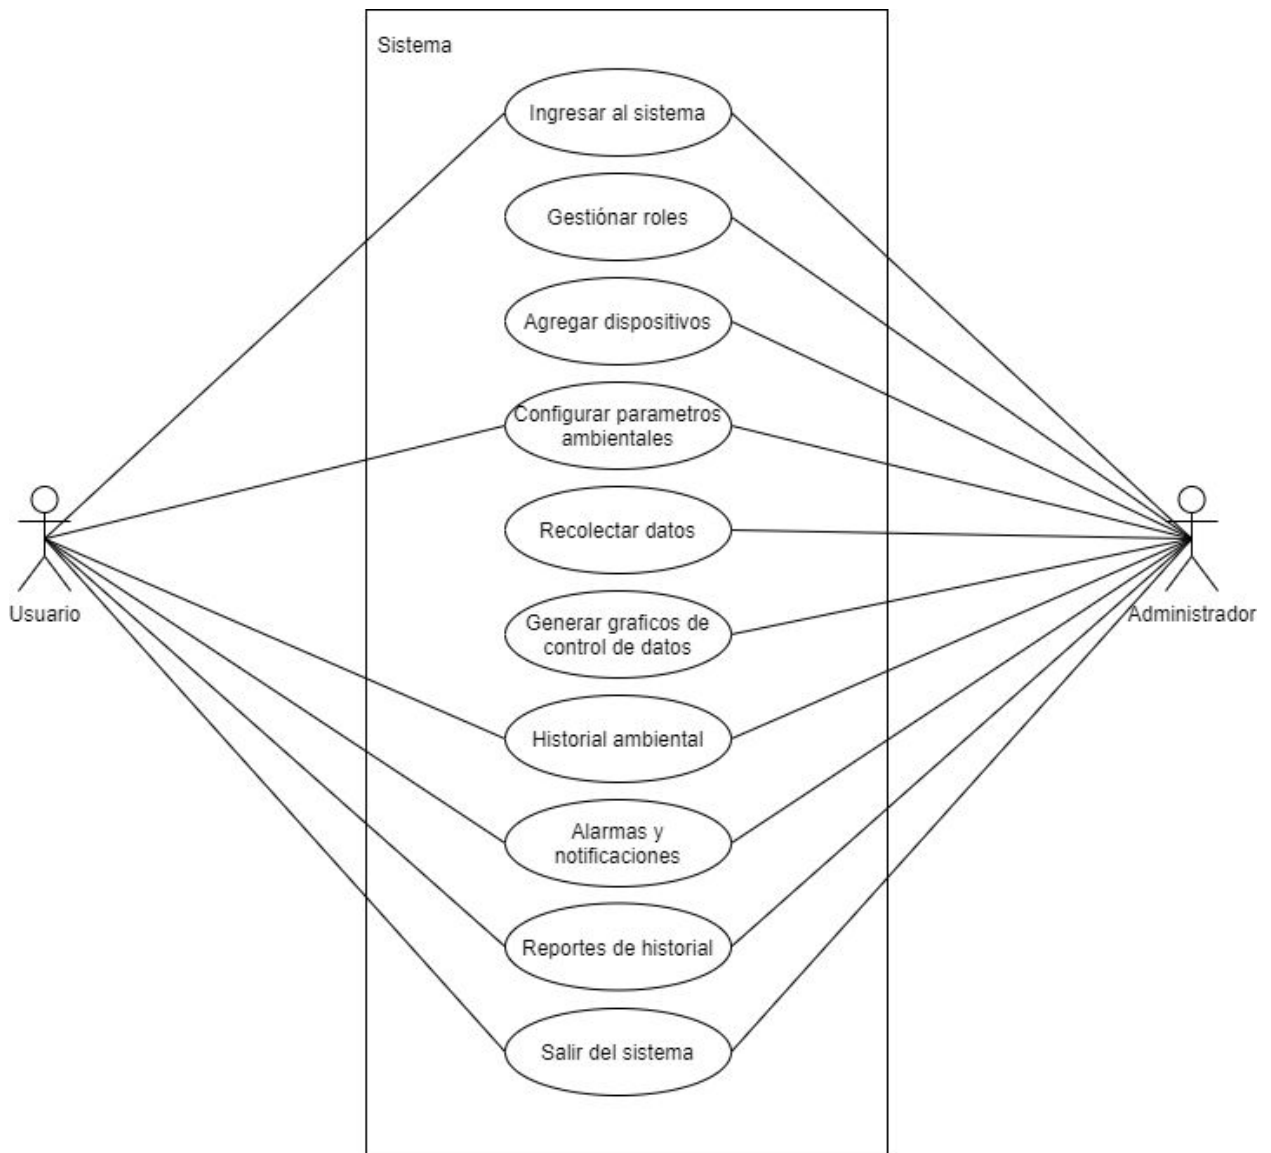 Sistema
Ingresar al sistema
Gestiónar roles
Agregar dispositivos
Configurar parametros
ambientales
Recolectar datos
Usuario
Administrador
Generar graficos de
control de datos
Historial ambiental
Alarmas y
notificaciones
Reportes de historial
Salir del sistema